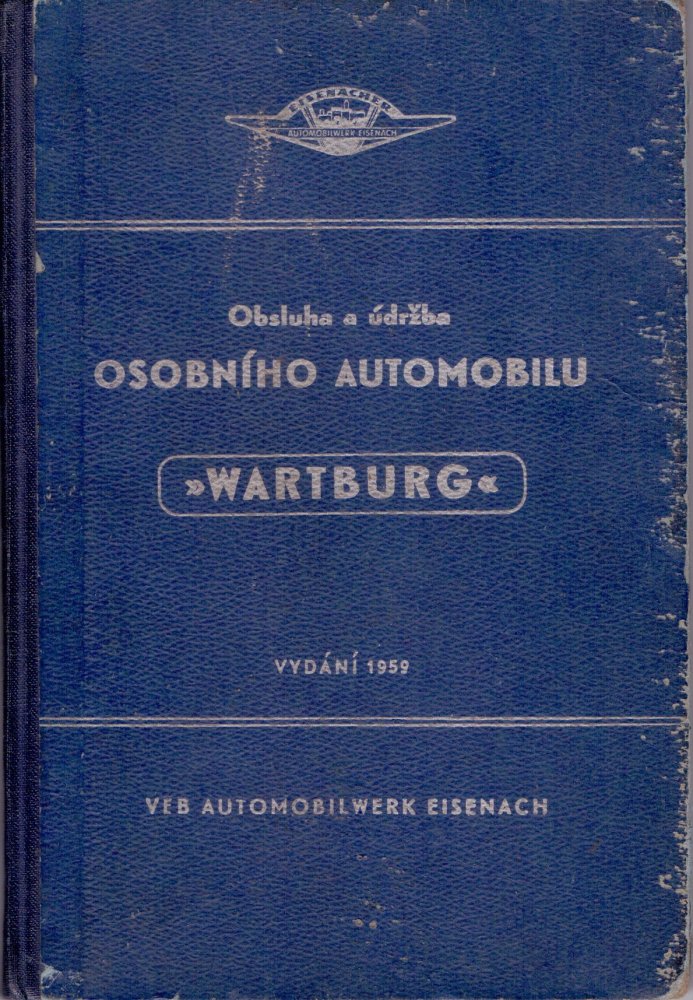 EISENACHER
AUTOMOBILWERK EISENACH
Obsluha a údržba
OSOBNÍHO AUTOMOBILU
»WARTBURG«
VYDÁNÍ 1959
VEB AUTOMOBILWERK EISENACH